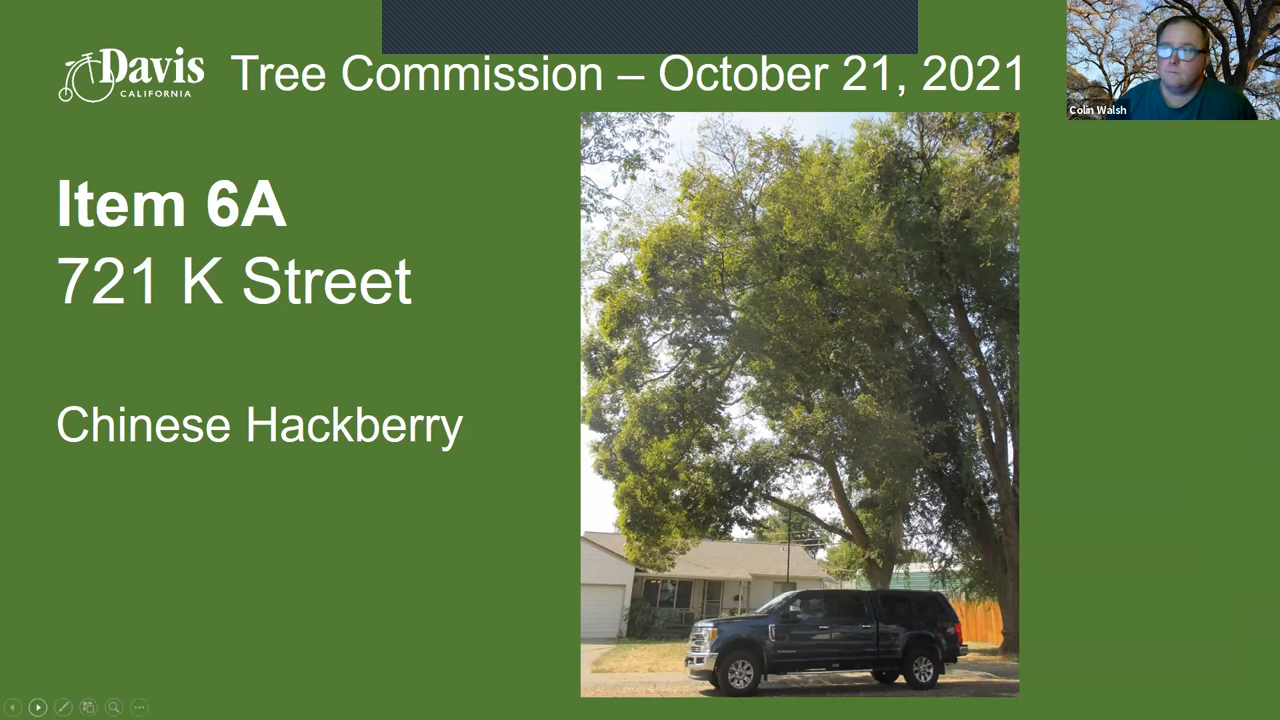 Davis
CALIFORNIA
Tree Commission – October 21, 2021
Colin Walsh
Item 6A
721 K Street
Chinese Hackberry